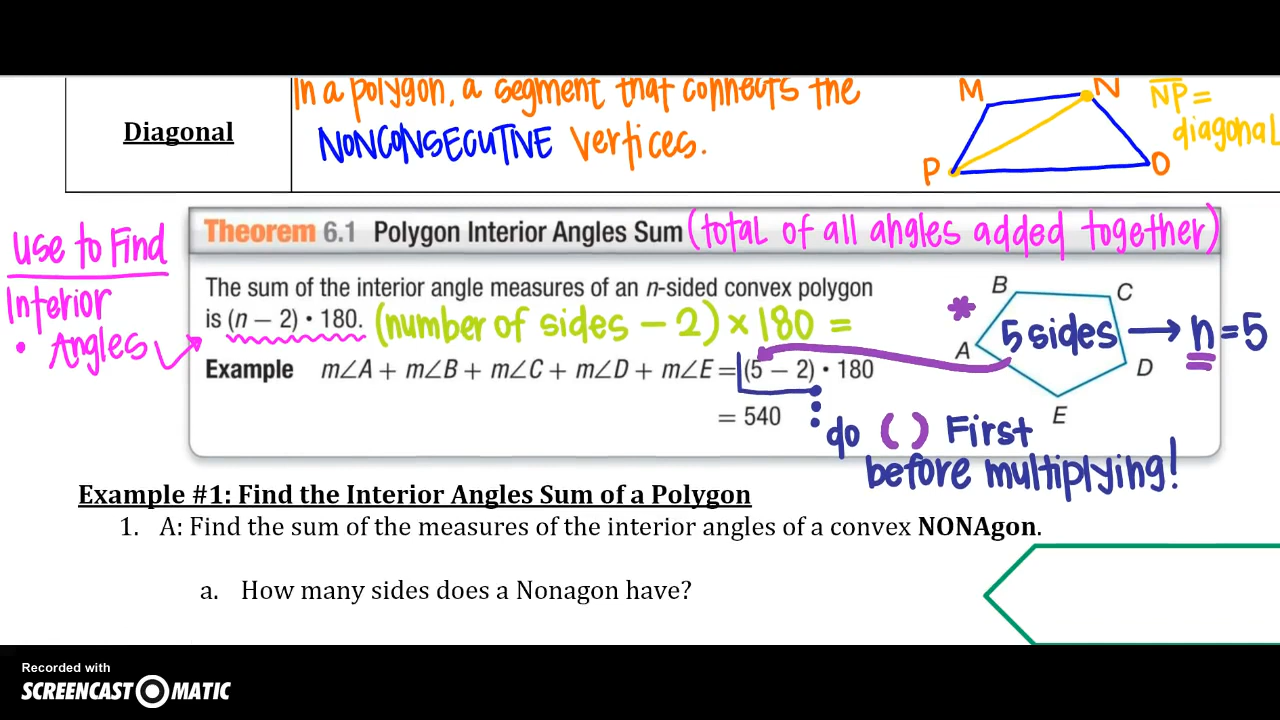 In a polygon, a segment that connects the
NONCONSECUTIVE vertices.
Diagonal
M
N
P
O
NP =
diagonal
Use to Find
Interior
• Angles
Theorem 6.1 Polygon Interior Angles Sum (total of all angles added together)
The sum of the interior angle measures of an n-sided convex polygon
is (n − 2) • 180. (number of sides − 2) × 180 =
Example m∠A + m∠B + m∠C + m∠D + m∠E = (5 − 2) • 180
= 540
* B
C
A
D
E
5 sides → n = 5
do ( ) First
before multiplying!
Example #1: Find the Interior Angles Sum of a Polygon
1. A: Find the sum of the measures of the interior angles of a convex NONAgon.
a. How many sides does a Nonagon have?
Recorded with
SCREENCAST O MATIC